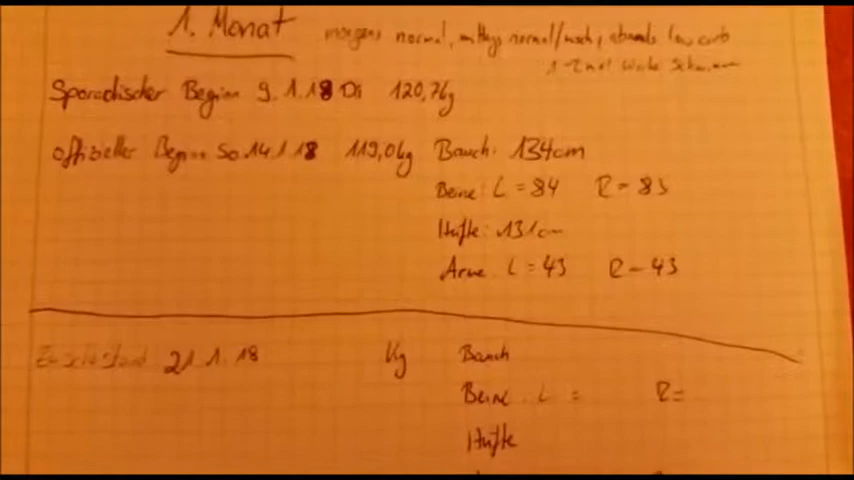 1. Monat morgens normal, mittags normal/nach, abends low carb
1-2 mal Woche Schwimmen
Sporadischer Beginn 9.1.18 Di 120,7kg
offizieller Beginn So.14.1.18 119,0kg Bauch: 134cm
Beine: L = 84 R = 83
Hüfte: 131cm
Arme: L = 43 R = 43
21.1.18 Kg Bauch
Beine: L = R=
Hüfte